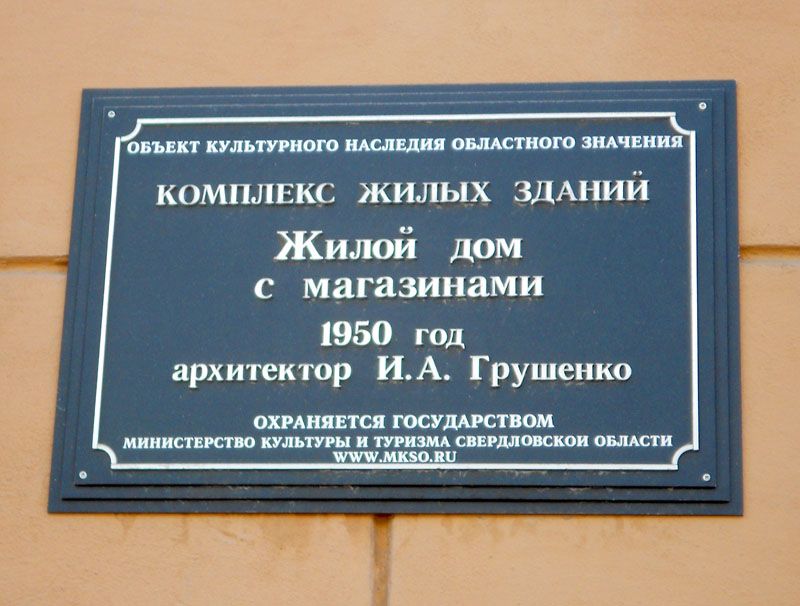 ОБЪЕКТ КУЛЬТУРНОГО НАСЛЕДИЯ ОБЛАСТНОГО ЗНАЧЕНИЯ
КОМПЛЕКС ЖИЛЫХ ЗДАНИЙ
Жилой дом
с магазинами
1950 год
архитектор И.А. Грушенко
ОХРАНЯЕТСЯ ГОСУДАРСТВОМ
МИНИСТЕРСТВО КУЛЬТУРЫ И ТУРИЗМА СВЕРДЛОВСКОЙ ОБЛАСТИ
WWW.MKSO.RU